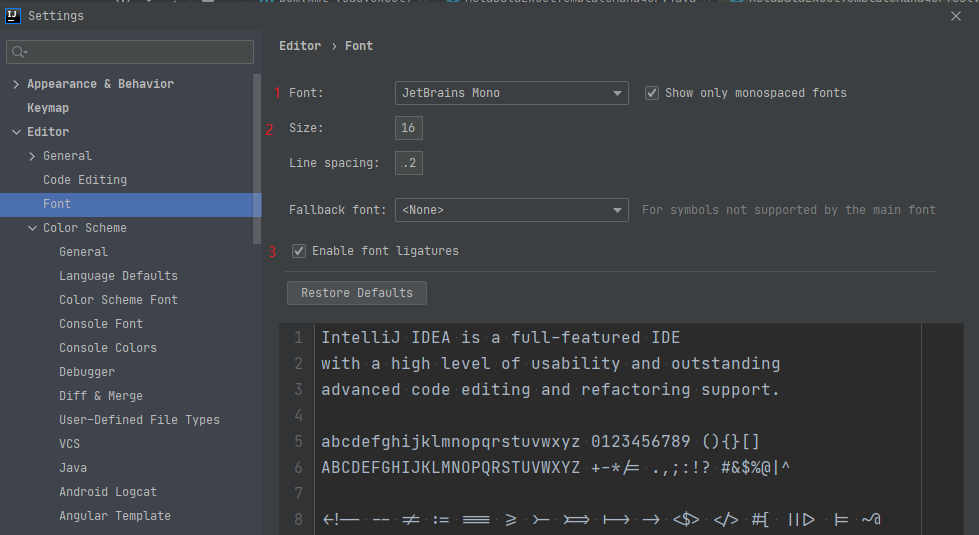 Settings
Editor › Font
Appearance & Behavior
Keymap
Editor
General
Code Editing
Font
Color Scheme
General
Language Defaults
Color Scheme Font
Console Font
Console Colors
Debugger
Diff & Merge
User-Defined File Types
VCS
Java
Android Logcat
Angular Template
1 Font: JetBrains Mono Show only monospaced fonts
2 Size: 16
Line spacing: .2
Fallback font: <None> For symbols not supported by the main font
3 Enable font ligatures
Restore Defaults
1 IntelliJ IDEA is a full-featured IDE
2 with a high level of usability and outstanding
3 advanced code editing and refactoring support.
4
5 abcdefghijklmnopqrstuvwxyz 0123456789 (){}[]
6 ABCDEFGHIJKLMNOPQRSTUVWXYZ +-*/= .,;:!? #&$%@|^
7
8 <!-- -- != := === >= >- >=> |-> -> <$> </> #[ ||> |= ~@